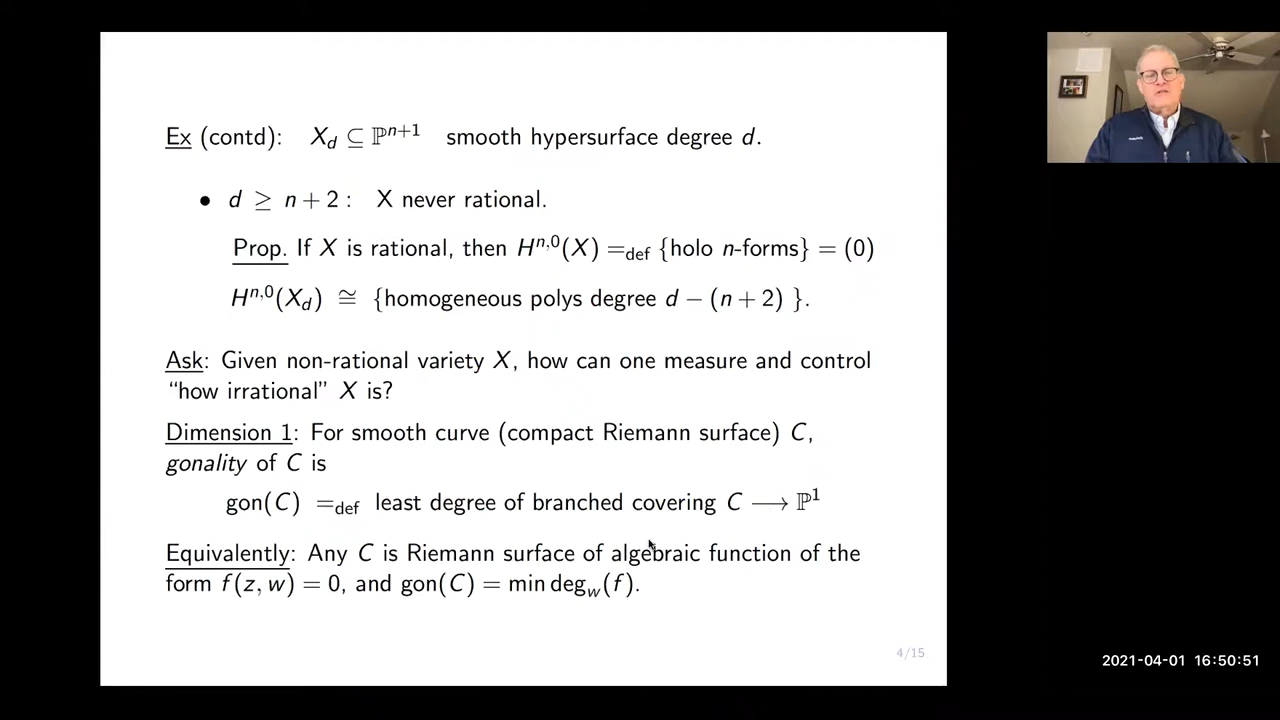 Ex (contd): X_d ⊆ ℙ^{n+1} smooth hypersurface degree d.
• d ≥ n + 2 : X never rational.
Prop. If X is rational, then H^{n,0}(X) =_{def} {holo n-forms} = (0)
H^{n,0}(X_d) ≅ {homogeneous polys degree d − (n + 2) }.
Ask: Given non-rational variety X, how can one measure and control
“how irrational” X is?
Dimension 1: For smooth curve (compact Riemann surface) C,
gonality of C is
gon(C) =_{def} least degree of branched covering C ⟶ ℙ^1
Equivalently: Any C is Riemann surface of algebraic function of the
form f(z, w) = 0, and gon(C) = min deg_w(f).
4/15
2021-04-01 16:50:51